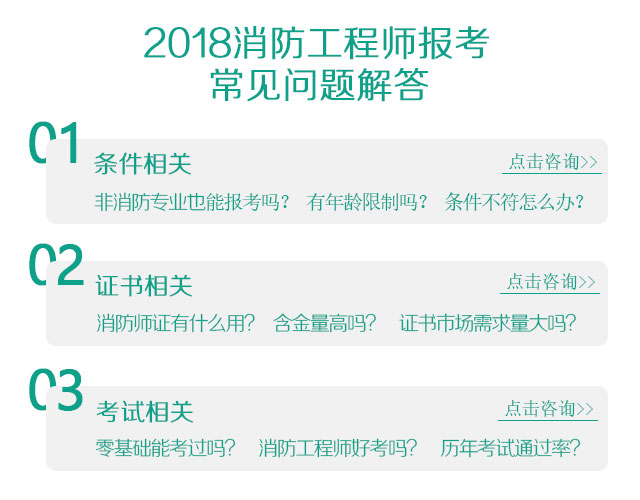 2018消防工程师报考
常见问题解答
01
条件相关 点击咨询>>
非消防专业也能报考吗? 有年龄限制吗? 条件不符怎么办?
02
证书相关 点击咨询>>
消防师证有什么用? 含金量高吗? 证书市场需求量大吗?
03
考试相关 点击咨询>>
零基础能考过吗? 消防工程师好考吗? 历年考试通过率?